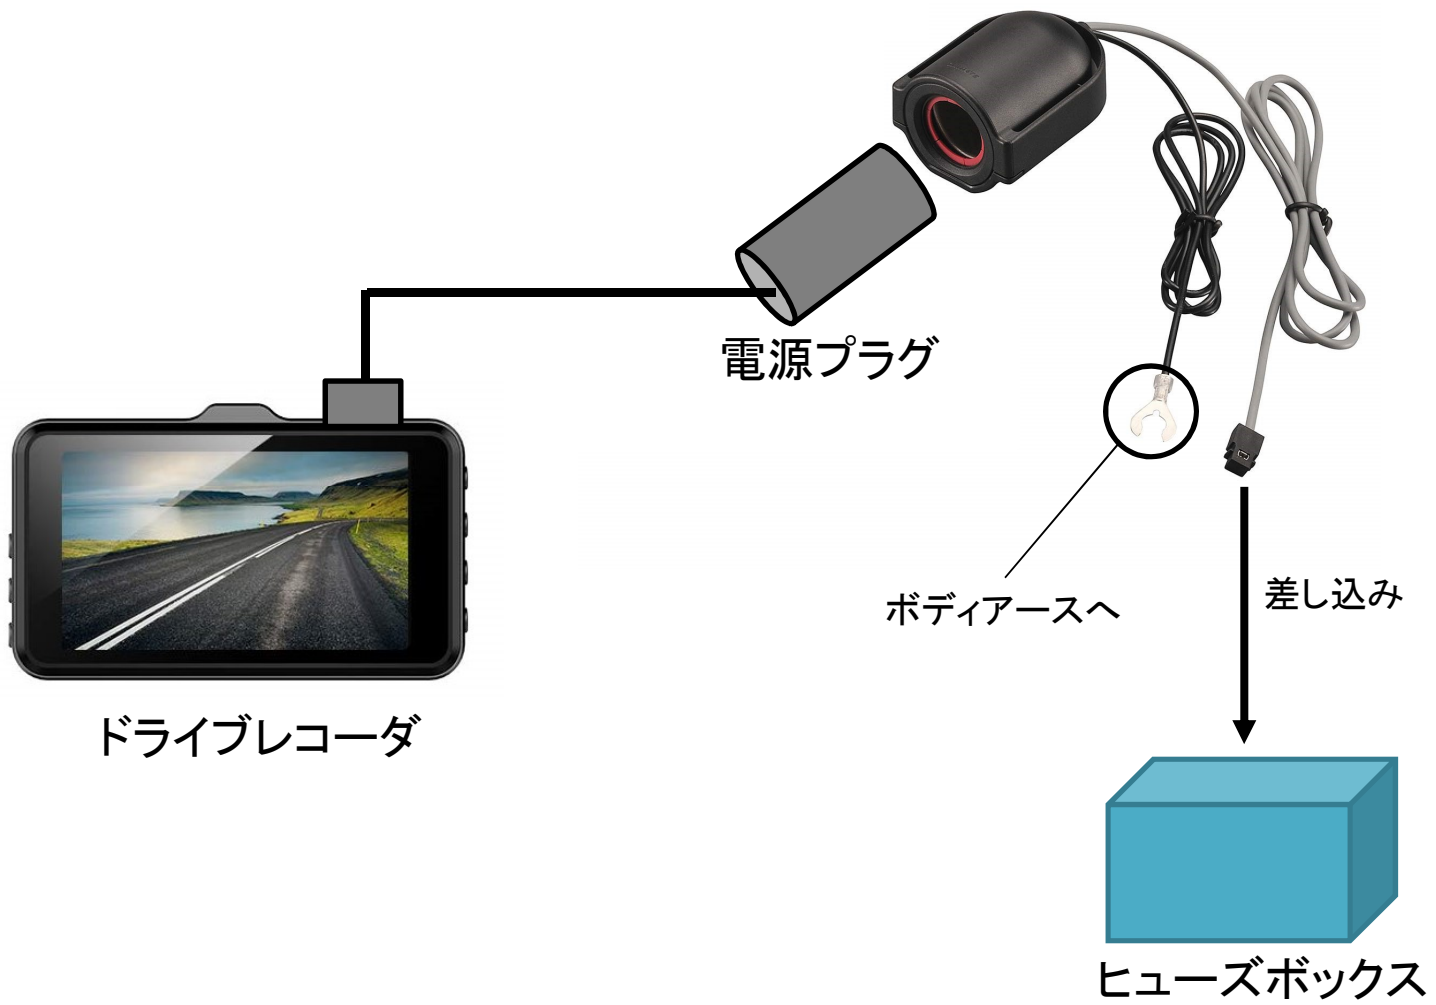 電源プラグ
ボディアースへ
差し込み
ドライブレコーダ
ヒューズボックス